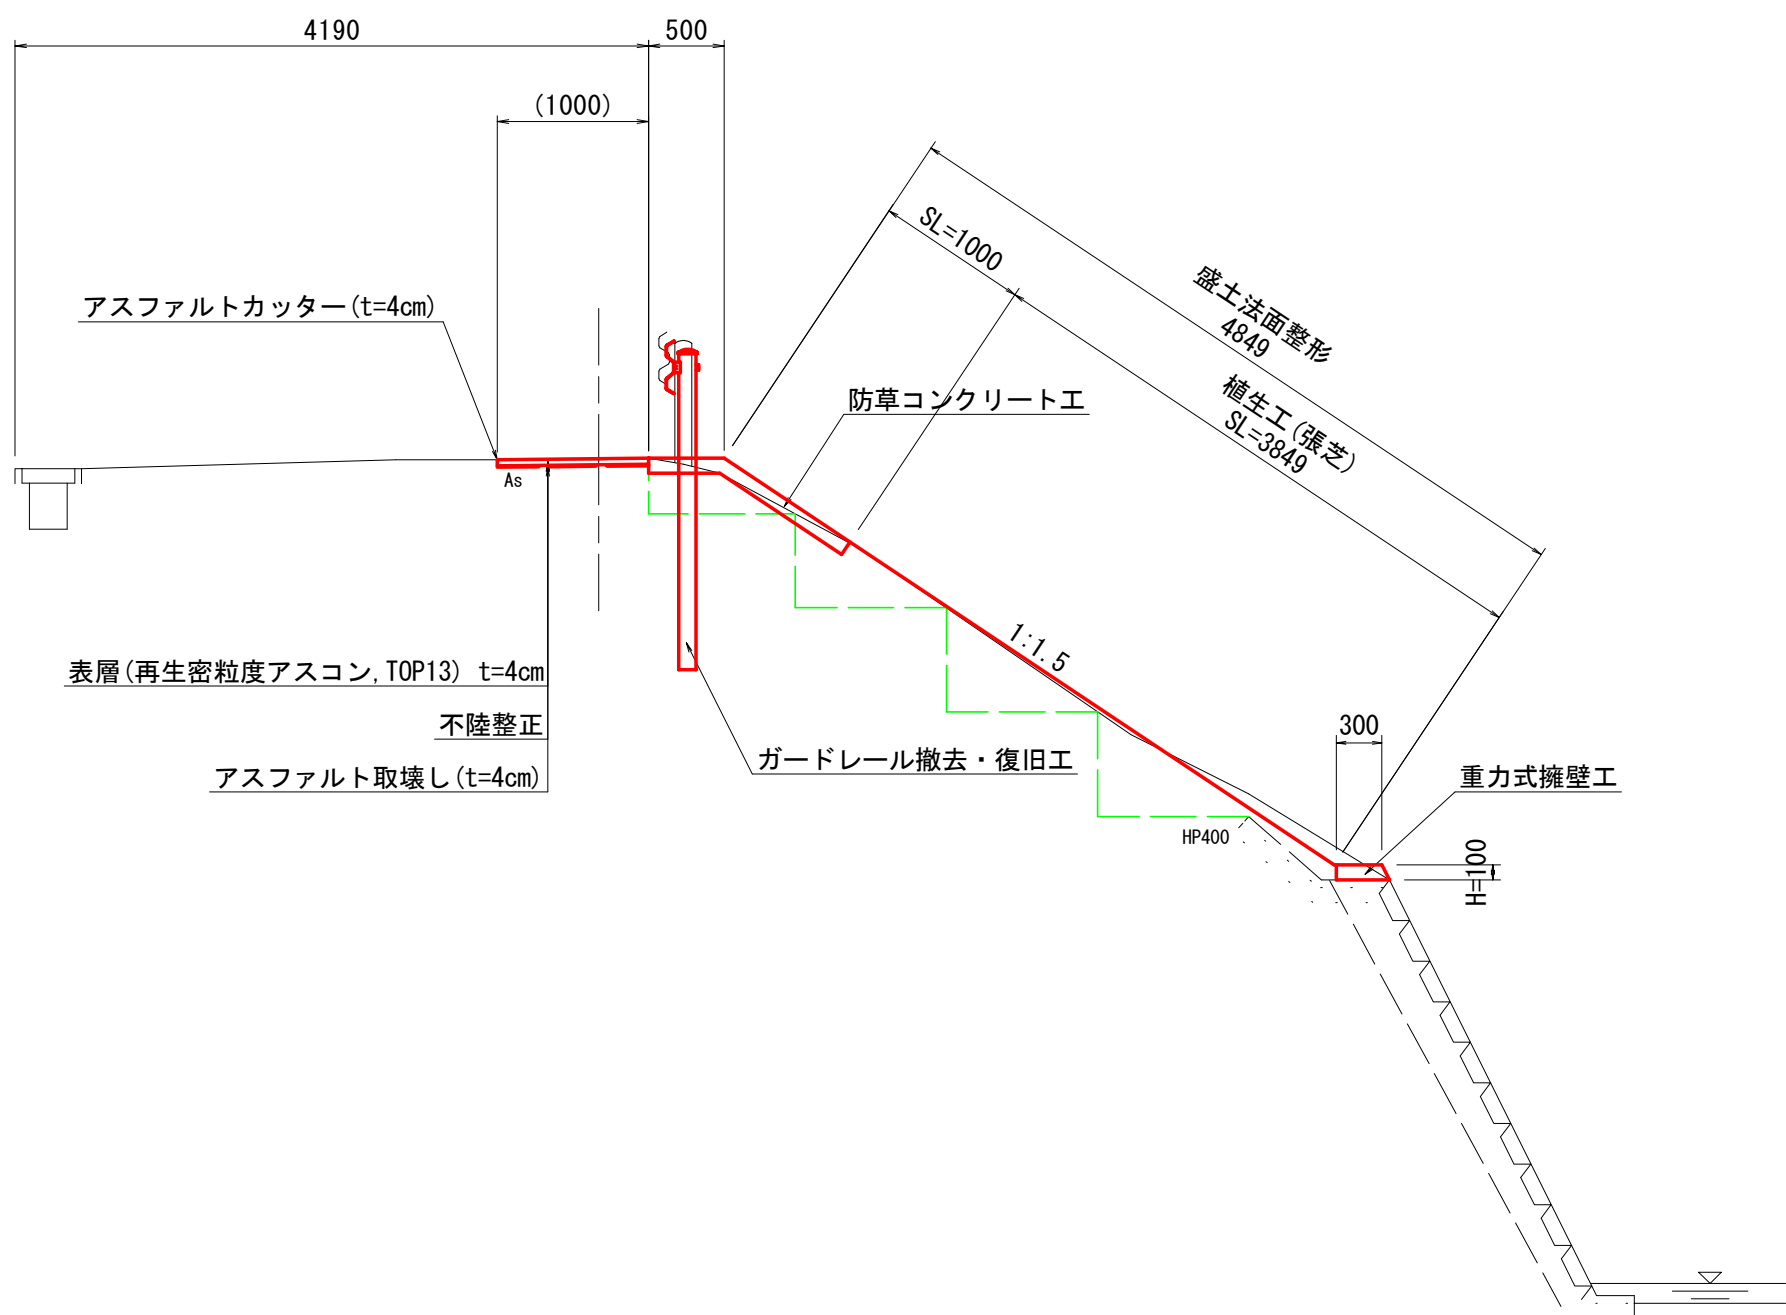 4190
500
(1000)
SL=1000
盛土法面整形
4849
アスファルトカッター(t=4cm)
植生工(張芝)
SL=3849
防草コンクリート工
As
1:1.5
表層(再生密粒度アスコン,TOP13) t=4cm
不陸整正
300
ガードレール撤去・復旧工
アスファルト取壊し(t=4cm)
重力式擁壁工
HP400
H=100